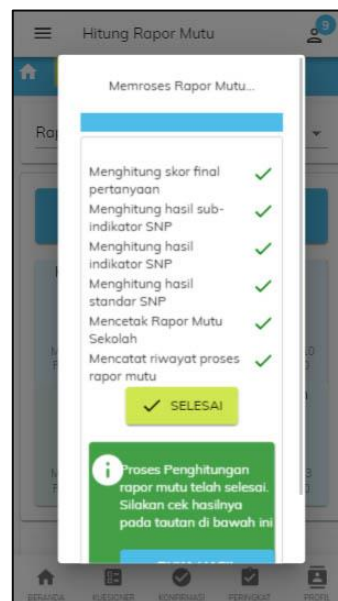 Hitung Rapor Mutu
9
Memroses Rapor Mutu...
Menghitung skor final
pertanyaan
Menghitung hasil sub-
indikator SNP
Menghitung hasil
indikator SNP
Menghitung hasil
standar SNP
Mencetak Rapor Mutu
Sekolah
Mencatat riwayat proses
rapor mutu
SELESAI
Proses Penghitungan
rapor mutu telah selesai.
Silakan cek hasilnya
pada tautan di bawah ini
BERANDA KUESIONER KONFIRMASI PERINGKAT PROFIL